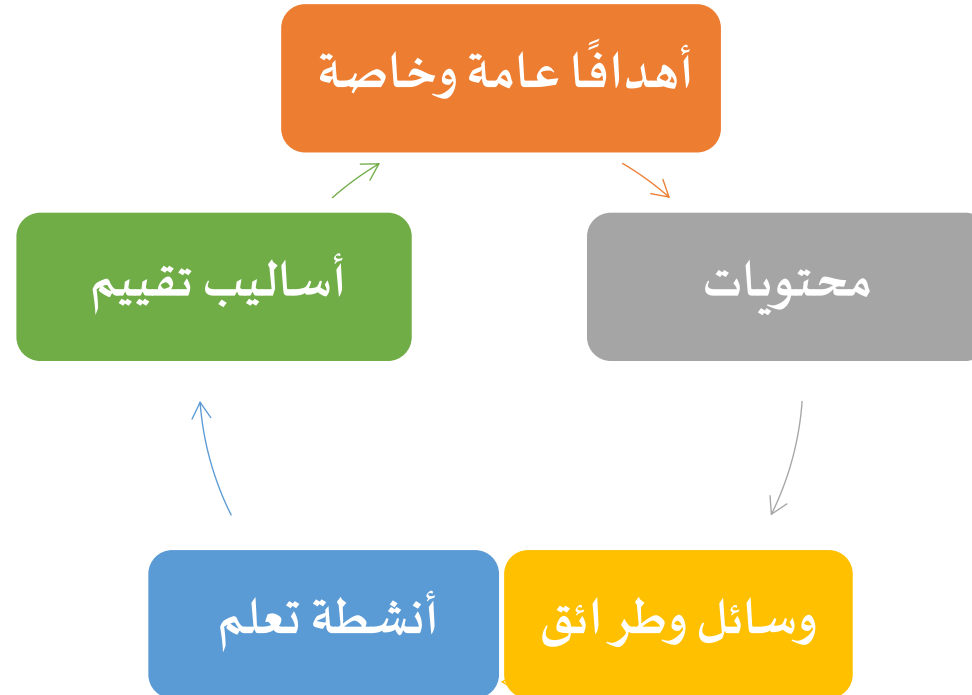 أهدافًا عامة وخاصة
محتويات
وسائل وطرائق
أنشطة تعلم
أساليب تقييم